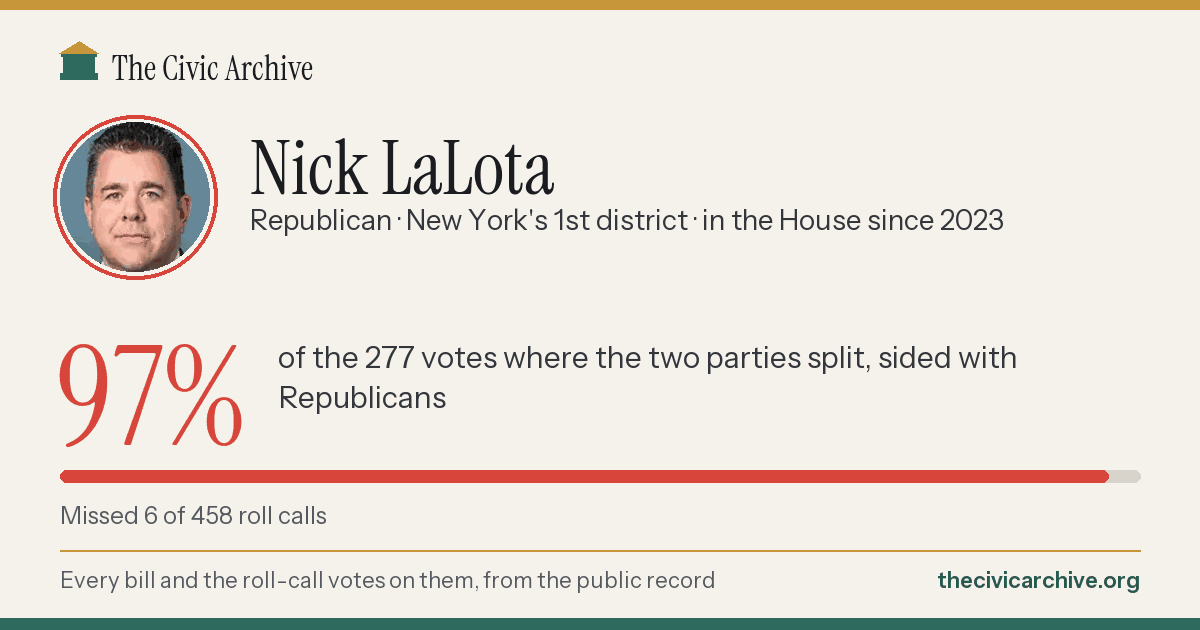 The Civic Archive
Nick LaLota
Republican · New York's 1st district · in the House since 2023
97%
of the 277 votes where the two parties split, sided with
Republicans
Missed 6 of 458 roll calls
Every bill and the roll-call votes on them, from the public record
thecivicarchive.org